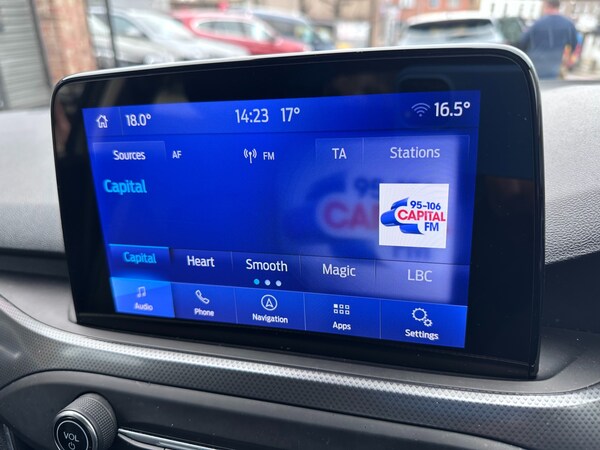 18.0° 14:23 17° 16.5°
Sources AF FM TA Stations
Capital
95-106
CAPITAL
FM
Capital Heart Smooth Magic LBC
Audio Phone Navigation Apps Settings
VOL